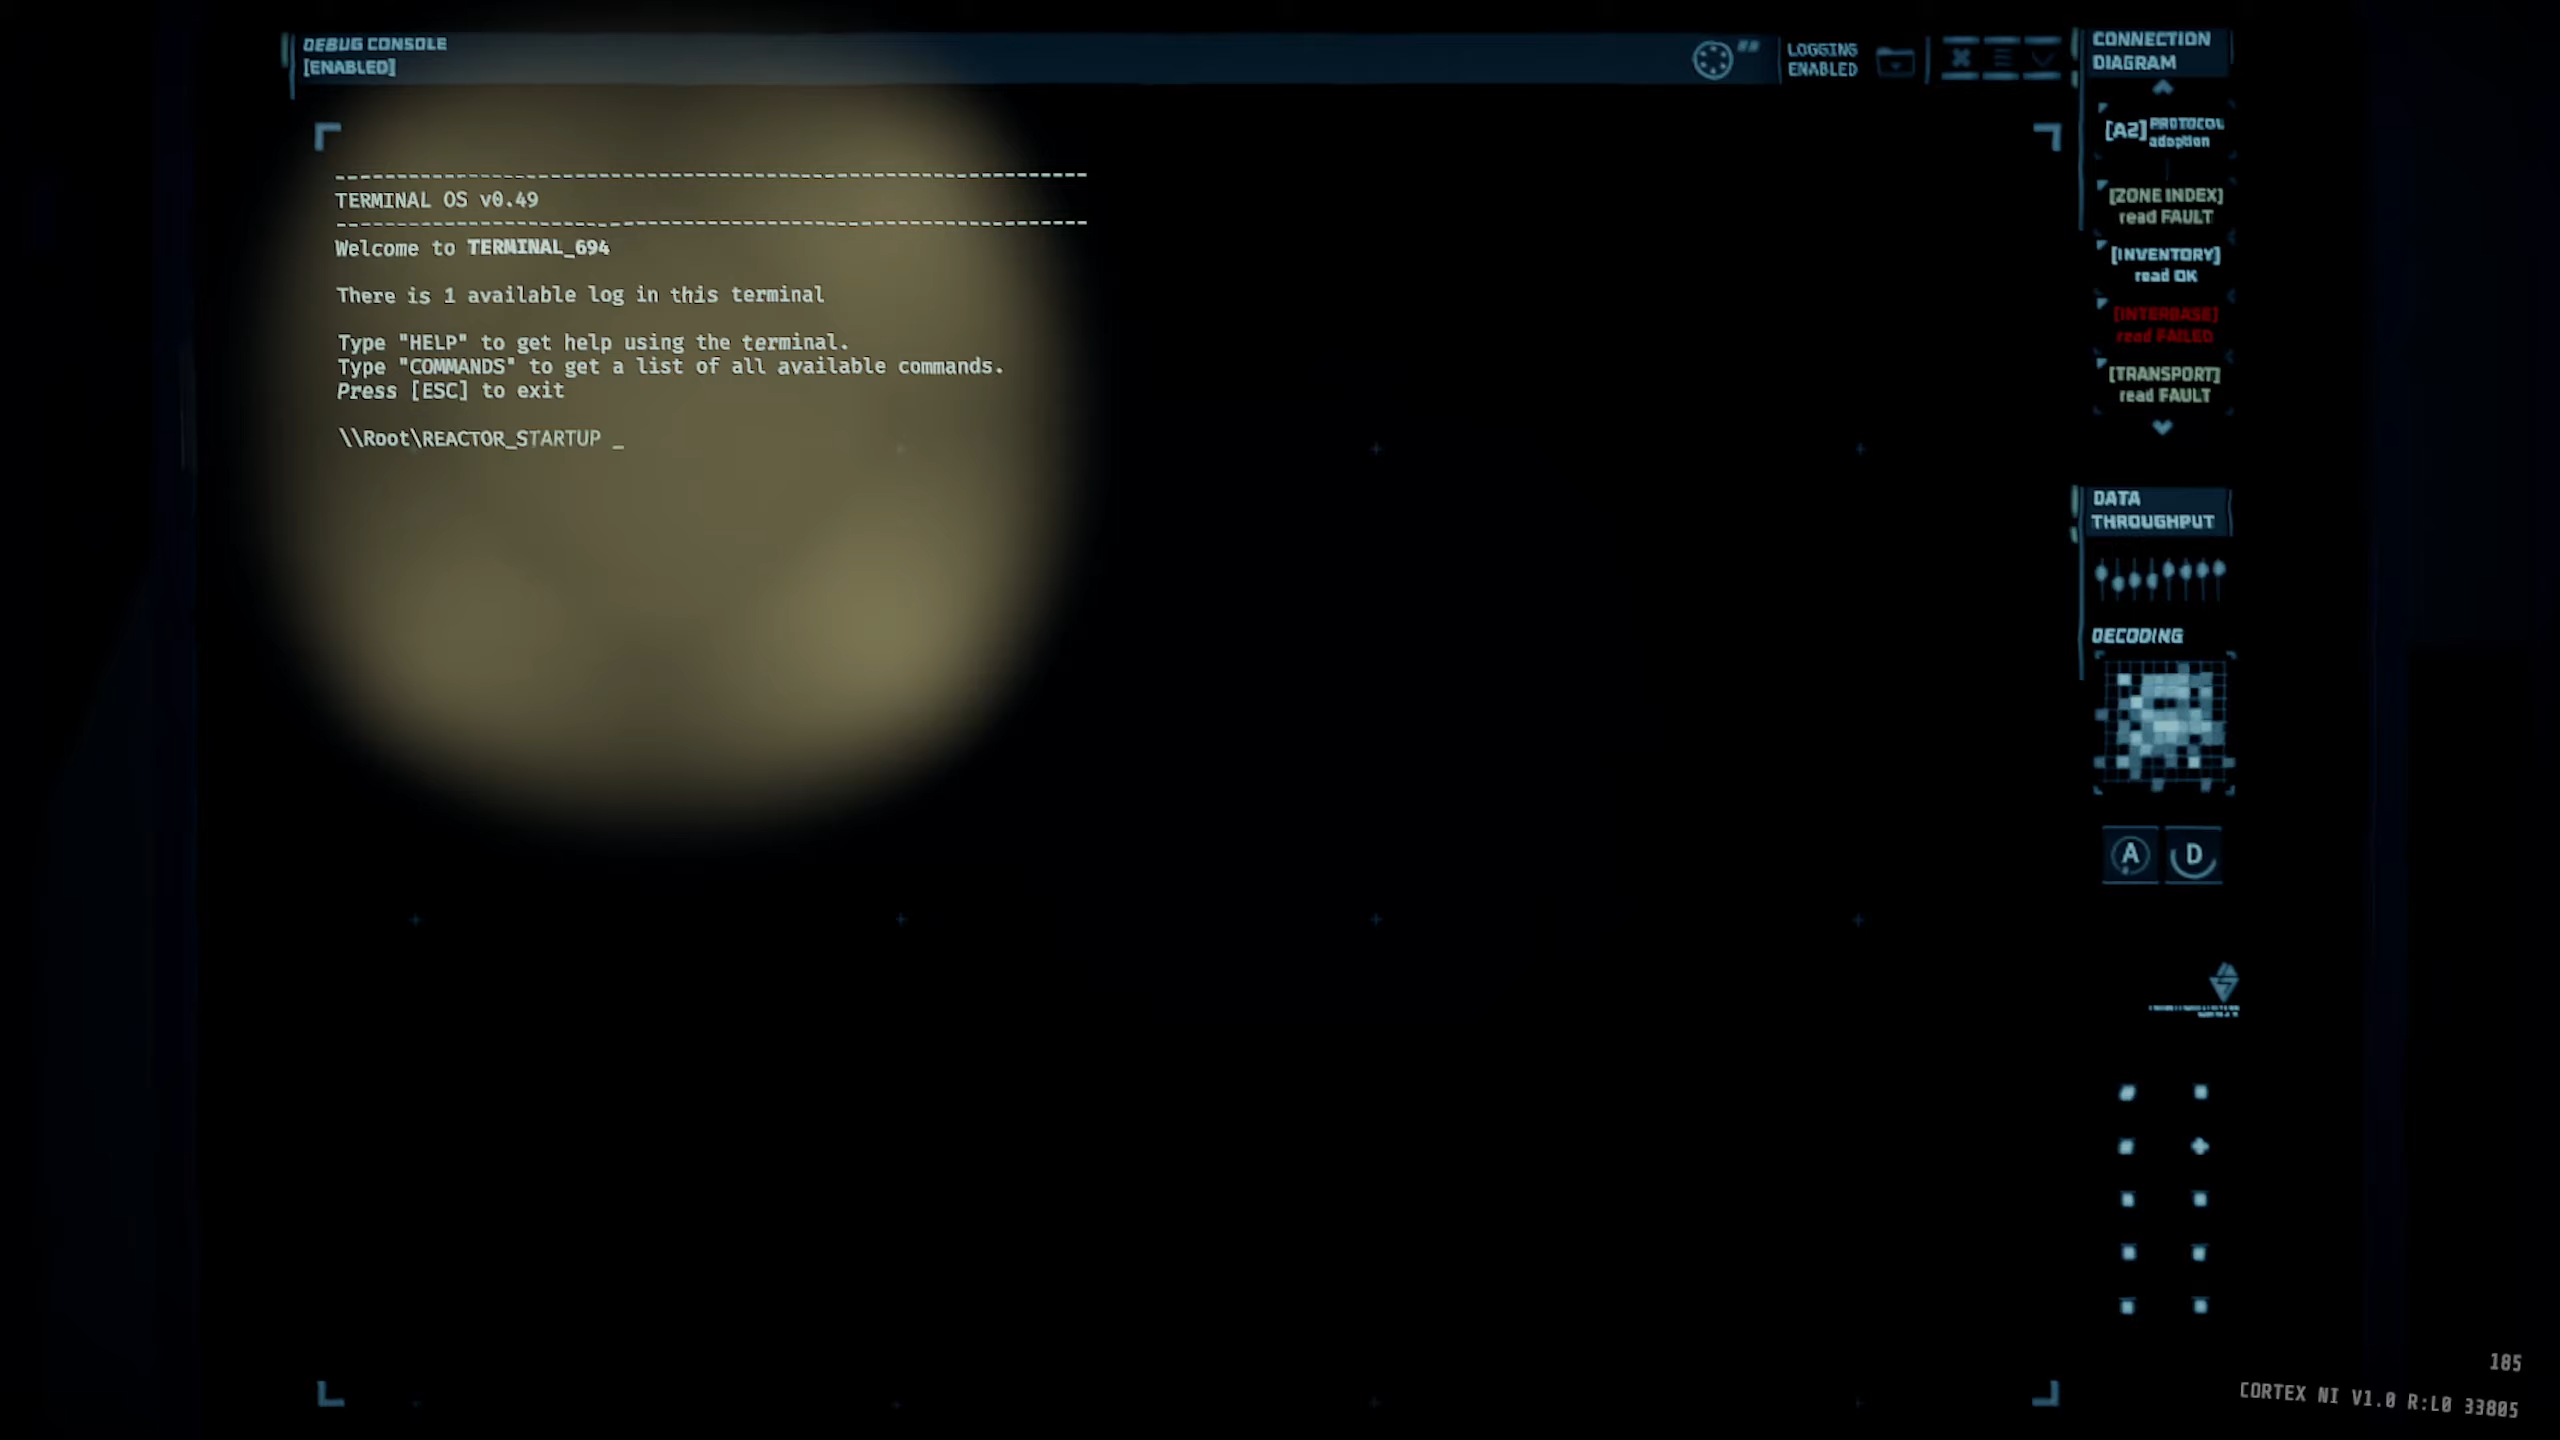 DEBUG CONSOLE
[ENABLED]
LOGGING
ENABLED
--------------------------------------------------------------
TERMINAL OS v0.49
--------------------------------------------------------------
Welcome to TERMINAL_694
There is 1 available log in this terminal
Type "HELP" to get help using the terminal.
Type "COMMANDS" to get a list of all available commands.
Press [ESC] to exit
\\Root\REACTOR_STARTUP _
CONNECTION
DIAGRAM
[A2] PROTOCOL
adoption
[ZONE INDEX]
read FAULT
[INVENTORY]
read OK
[INTERBASE]
read FAILED
[TRANSPORT]
read FAULT
DATA
THROUGHPUT
DECODING
A D
185
CORTEX NI V1.0 R:L0 33805